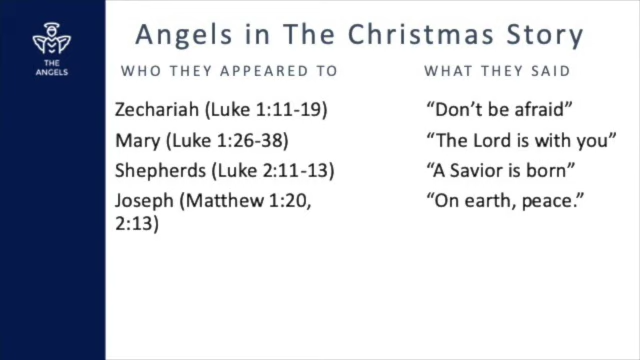 THE
ANGELS
Angels in The Christmas Story
WHO THEY APPEARED TO
Zechariah (Luke 1:11-19)
Mary (Luke 1:26-38)
Shepherds (Luke 2:11-13)
Joseph (Matthew 1:20,
2:13)
WHAT THEY SAID
“Don’t be afraid”
“The Lord is with you”
“A Savior is born”
“On earth, peace.”